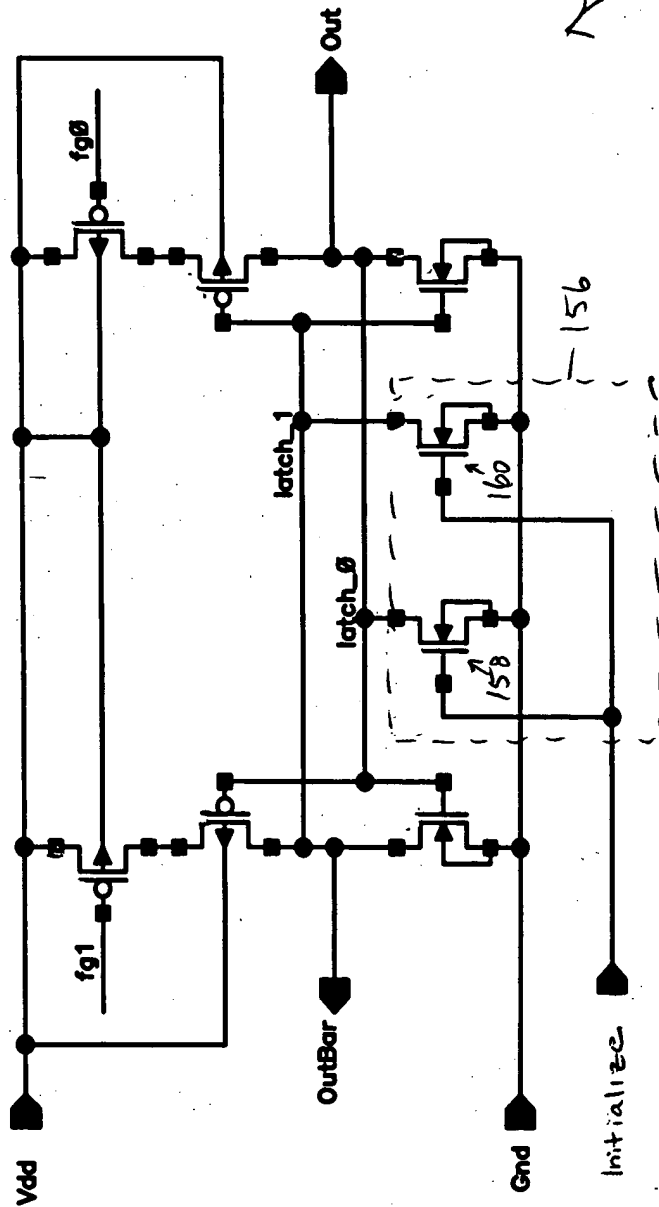 Vdd
fg1
fg0
OutBar
Out
latch_1
latch_0
158
160
156
Gnd
Initialize